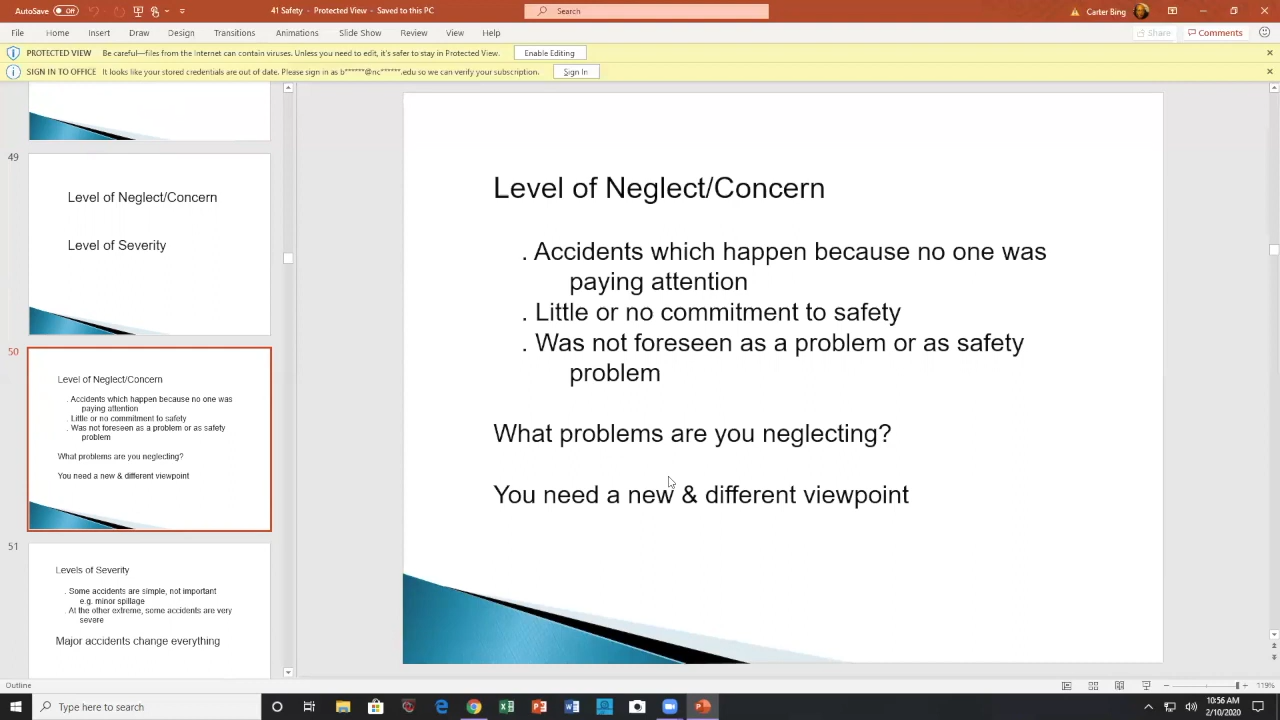 AutoSave Off 41 Safety - Protected View - Saved to this PC Search Carter Bing
File Home Insert Draw Design Transitions Animations Slide Show Review View Help Share Comments
PROTECTED VIEW Be careful—files from the Internet can contain viruses. Unless you need to edit, it's safer to stay in Protected View. Enable Editing
SIGN IN TO OFFICE It looks like your stored credentials are out of date. Please sign in as b******@nc******.edu so we can verify your subscription. Sign In
49
Level of Neglect/Concern
Level of Severity
50
Level of Neglect/Concern
. Accidents which happen because no one was
paying attention
. Little or no commitment to safety
. Was not foreseen as a problem or as safety
problem
What problems are you neglecting?
You need a new & different viewpoint
51
Levels of Severity
. Some accidents are simple, not important
e.g. minor spillage
. At the other extreme, some accidents are very
severe
Major accidents change everything
Level of Neglect/Concern
. Accidents which happen because no one was
paying attention
. Little or no commitment to safety
. Was not foreseen as a problem or as safety
problem
What problems are you neglecting?
You need a new & different viewpoint
Outline 119%
Type here to search
10:56 AM
2/10/2020